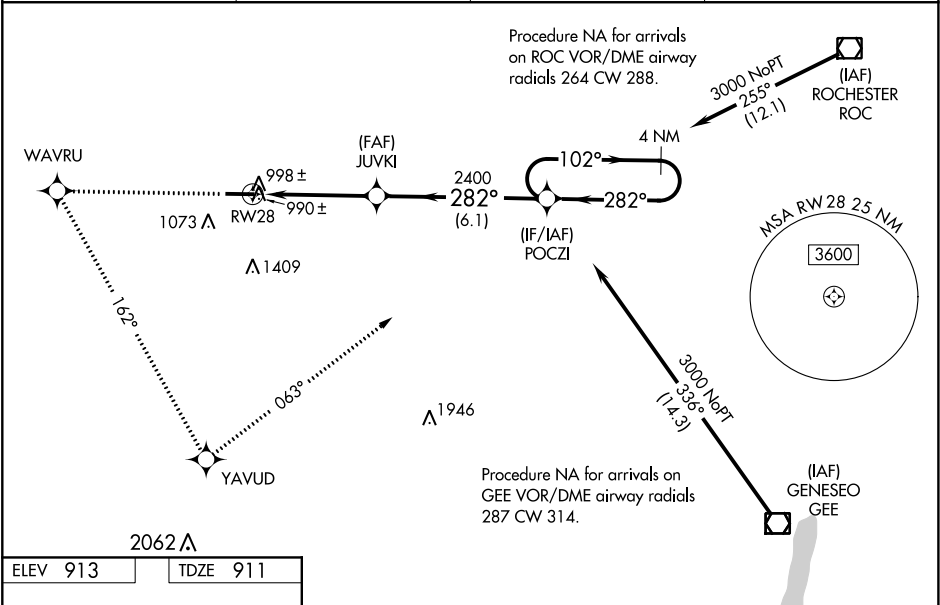 Procedure NA for arrivals
on ROC VOR/DME airway
radials 264 CW 288.
3000 NoPT
255°
(12.1)
(IAF)
ROCHESTER
ROC
4 NM
102°
282°
(IF/IAF)
POCZI
2400
282°
(6.1)
(FAF)
JUVKI
WAVRU
998 ±
990 ±
RW28
1073
1409
MSA RW 28 25 NM
3600
162°
063°
1946
YAVUD
3000 NoPT
336°
(14.3)
Procedure NA for arrivals on
GEE VOR/DME airway radials
287 CW 314.
(IAF)
GENESEO
GEE
2062
ELEV 913
TDZE 911